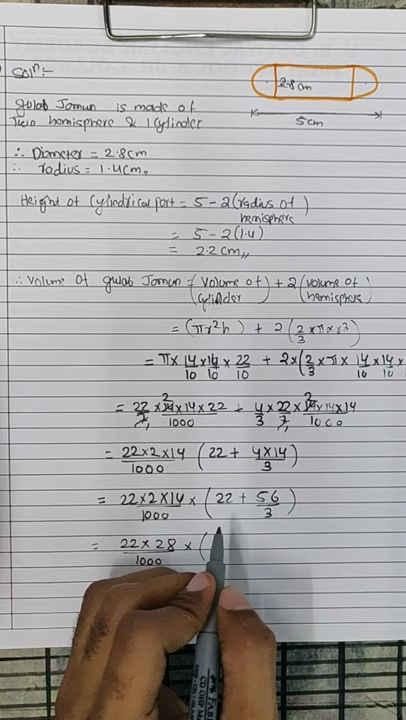 Solⁿ:-
2.8cm
5cm
gulab Jamun is made of
Two hemisphere & 1 cylinder
∴ Diameter = 2.8cm
∴ radius = 1.4cm,,
Height of cylindrical part = 5 - 2(radius of hemisphere)
= 5 - 2(1.4)
= 2.2cm,,
∴ Volume of gulab Jamun = (volume of cylinder) + 2(volume of hemisphere)
= (πr²h) + 2(2/3 × π × r³)
= π × 14/10 × 14/10 × 22/10 + 2×(2/3 × π × 14/10 × 14/10 ×
= 22/7 × 14×14×22/1000 + 4/3 × 22/7 × 14×14×14/1000
= 22×2×14/1000 (22 + 4×14/3)
= 22×2×14/1000 × (22 + 56/3)
= 22×28/1000 × (